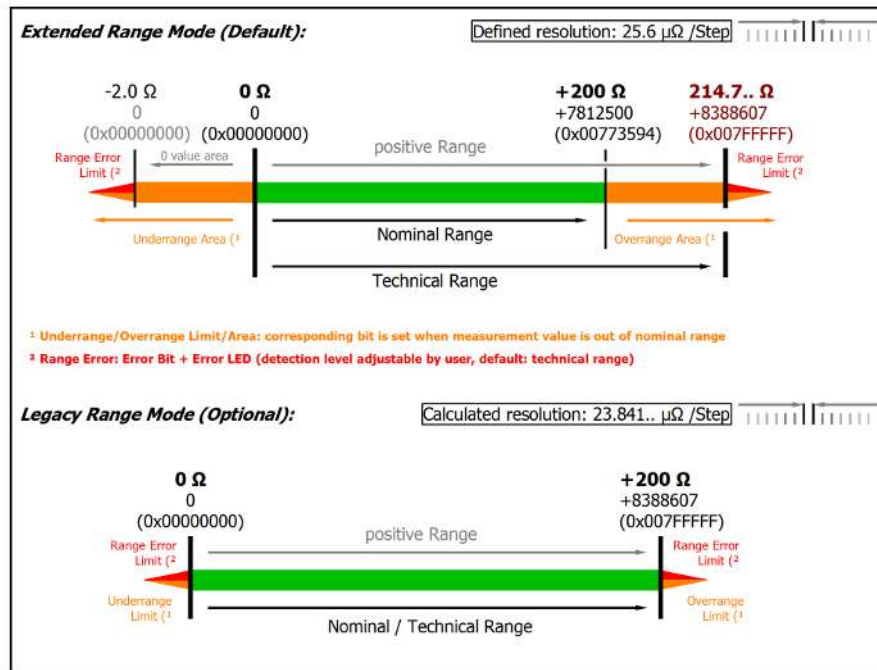 Extended Range Mode (Default):
Defined resolution: 25.6 µΩ /Step
-2.0 Ω
0 Ω
+200 Ω
214.7.. Ω
0
0
+7812500
+8388607
(0x00000000)
(0x00000000)
(0x00773594)
(0x007FFFFF)
Range Error
Limit (²
0 value area
positive Range
Range Error
Limit (²
Underrange Area (¹
Nominal Range
Overrange Area (¹
Technical Range
¹ Underrange/Overrange Limit/Area: corresponding bit is set when measurement value is out of nominal range
² Range Error: Error Bit + Error LED (detection level adjustable by user, default: technical range)
Legacy Range Mode (Optional):
Calculated resolution: 23.841.. µΩ /Step
0 Ω
+200 Ω
0
+8388607
(0x00000000)
(0x007FFFFF)
Range Error
Limit (²
positive Range
Range Error
Limit (²
Underrange
Limit (¹
Nominal / Technical Range
Overrange
Limit (¹